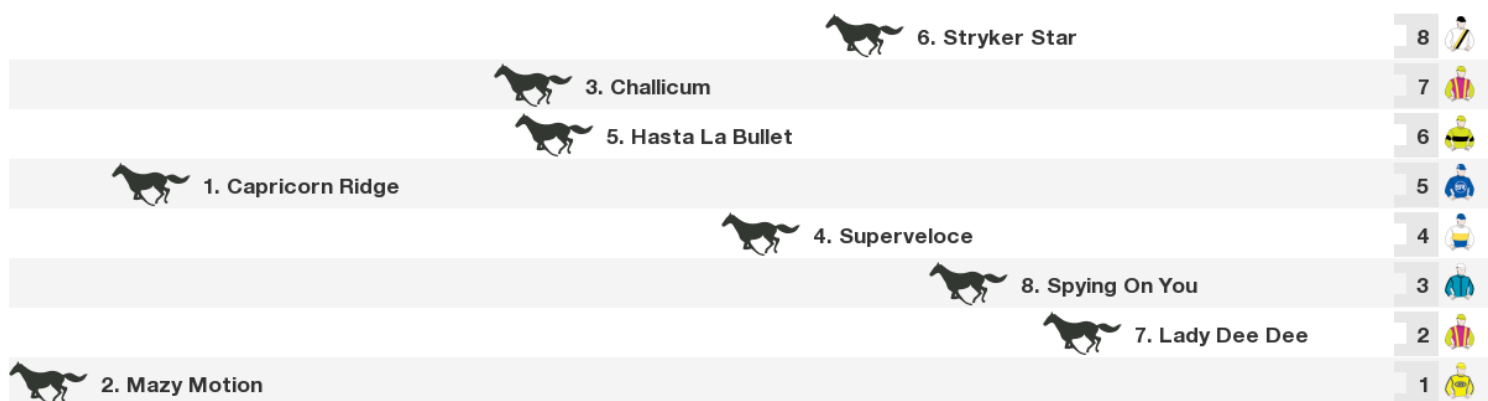 6. Stryker Star 8
3. Challicum 7
5. Hasta La Bullet 6
1. Capricorn Ridge 5
4. Superveloce 4
8. Spying On You 3
7. Lady Dee Dee 2
2. Mazy Motion 1